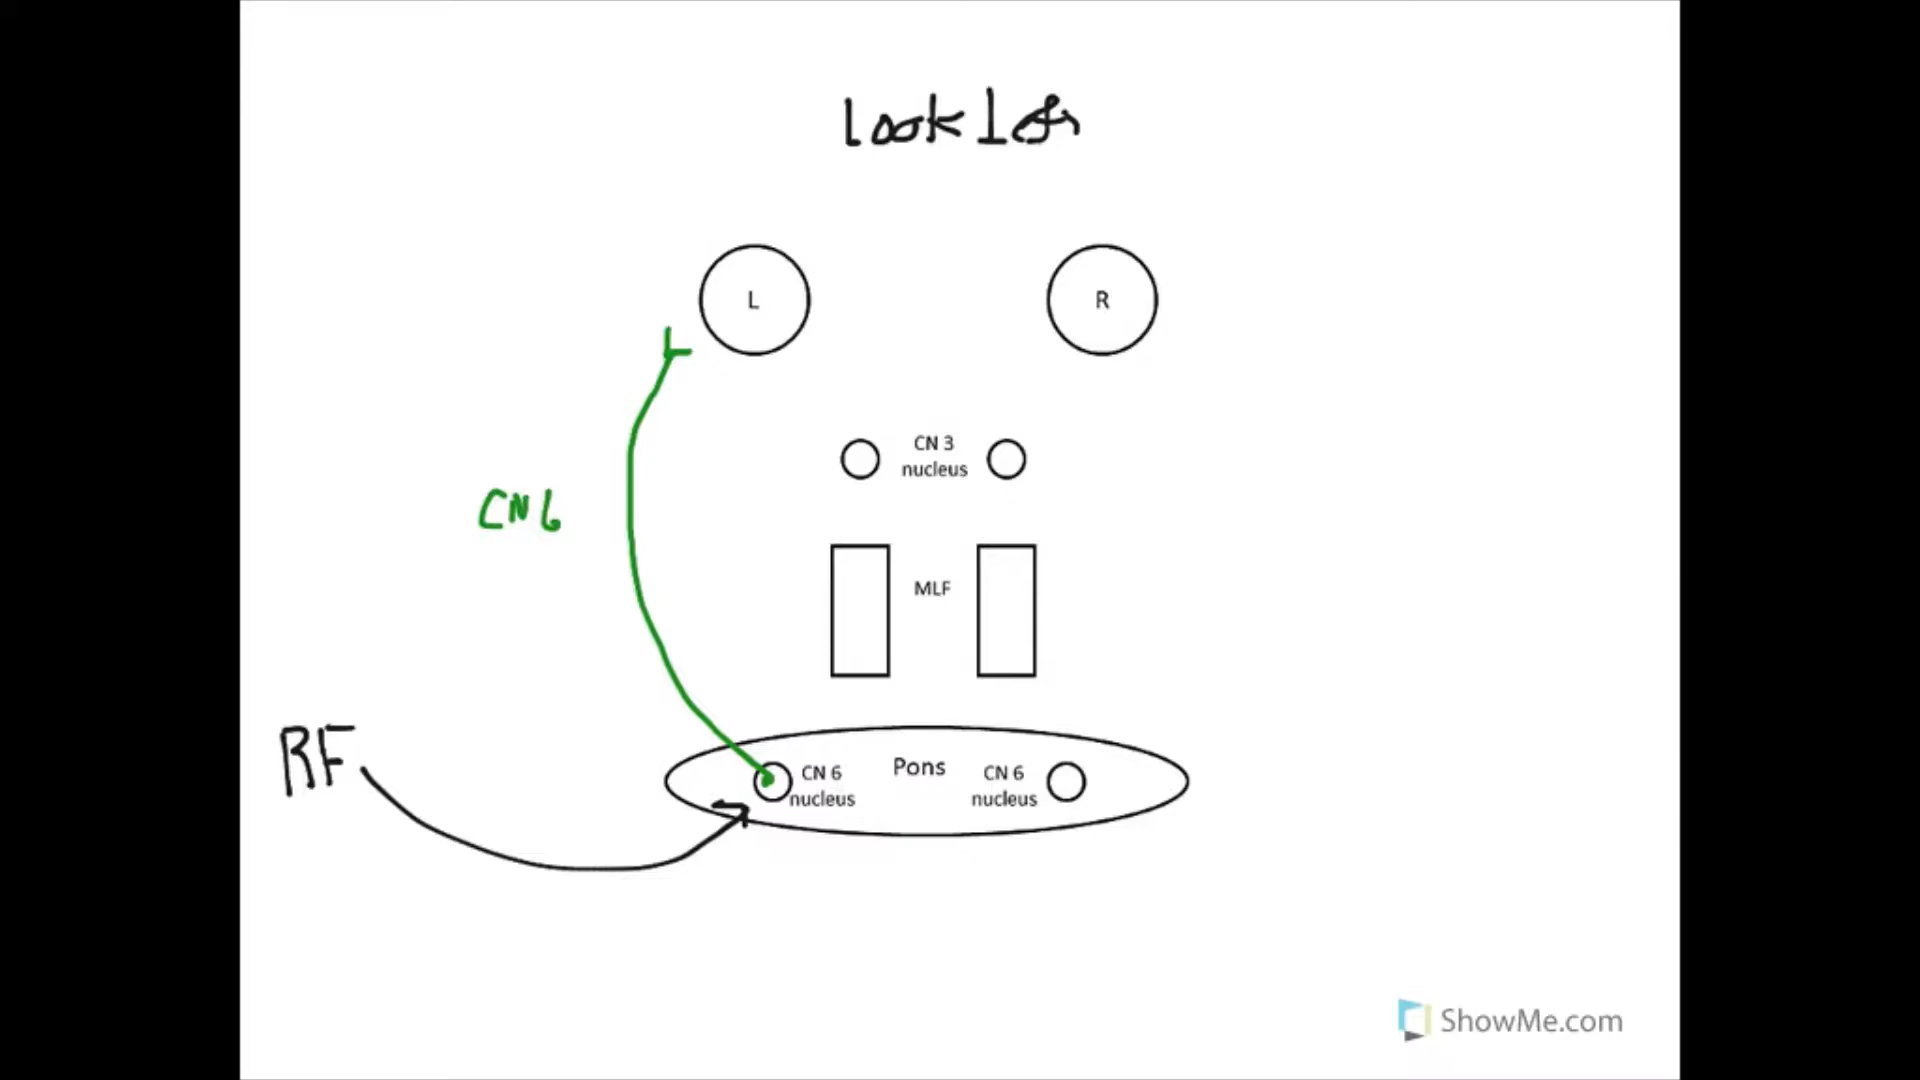 look left
L
R
CN 3
nucleus
CN 6
MLF
RF
Pons
CN 6
nucleus
CN 6
nucleus
ShowMe.com